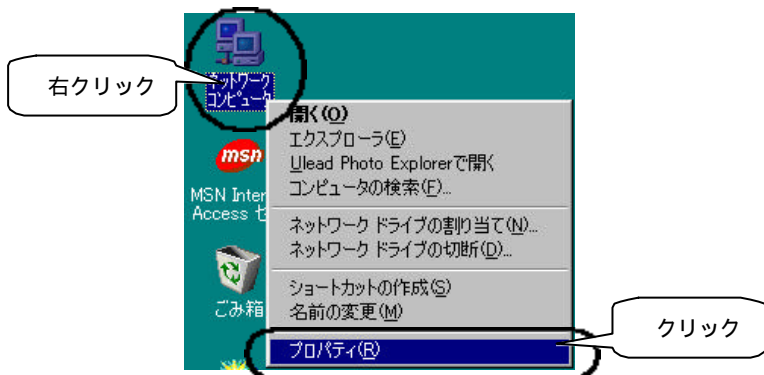 右クリック
ネットワーク
コンピュータ
開く(O)
エクスプローラ(E)
Ulead Photo Explorerで開く
コンピュータの検索(F)...
ネットワーク ドライブの割り当て(N)...
ネットワーク ドライブの切断(D)...
ショートカットの作成(S)
名前の変更(M)
プロパティ(R)
クリック
msn
MSN Inter
Access セ
ごみ箱